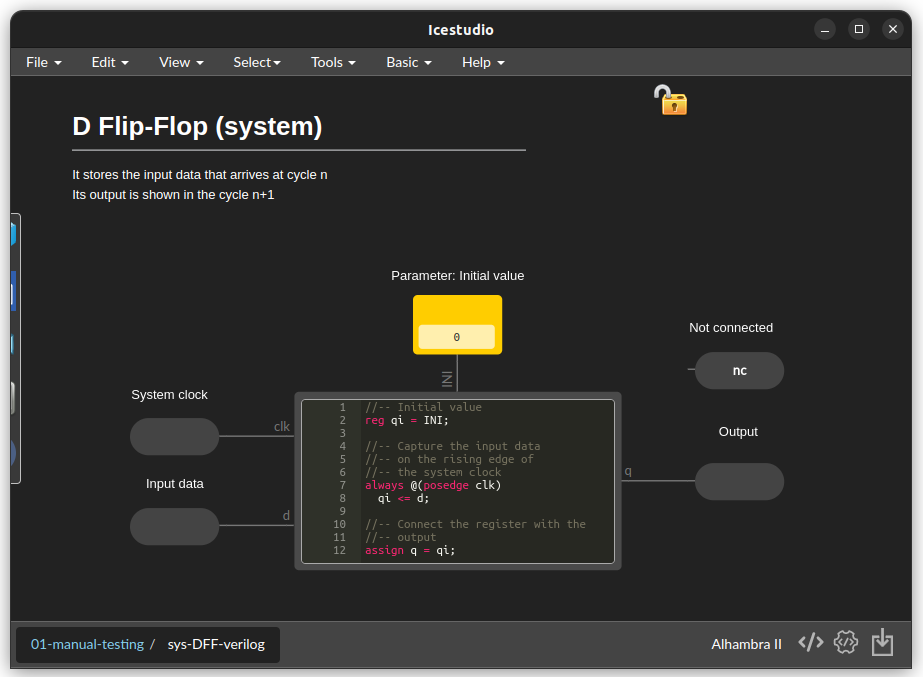 Icestudio
File Edit View Select Tools Basic Help
D Flip-Flop (system)
It stores the input data that arrives at cycle n
Its output is shown in the cycle n+1
Parameter: Initial value
0
INI
Not connected
nc
System clock
clk
Input data
d
1 //-- Initial value
2 reg qi = INI;
3
4 //-- Capture the input data
5 //-- on the rising edge of
6 //-- the system clock
7 always @(posedge clk)
8 qi <= d;
9
10 //-- Connect the register with the
11 //-- output
12 assign q = qi;
Output
q
01-manual-testing / sys-DFF-verilog
Alhambra II